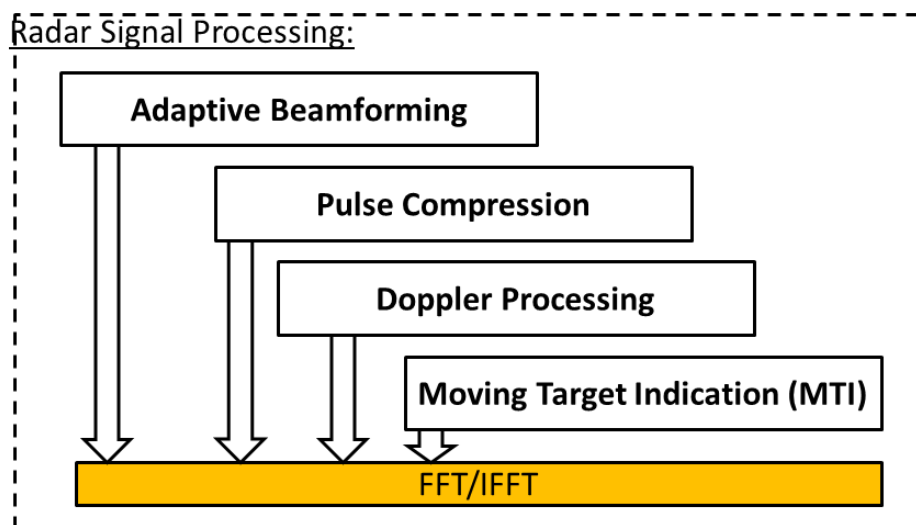 Radar Signal Processing:
Adaptive Beamforming
Pulse Compression
Doppler Processing
Moving Target Indication (MTI)
FFT/IFFT